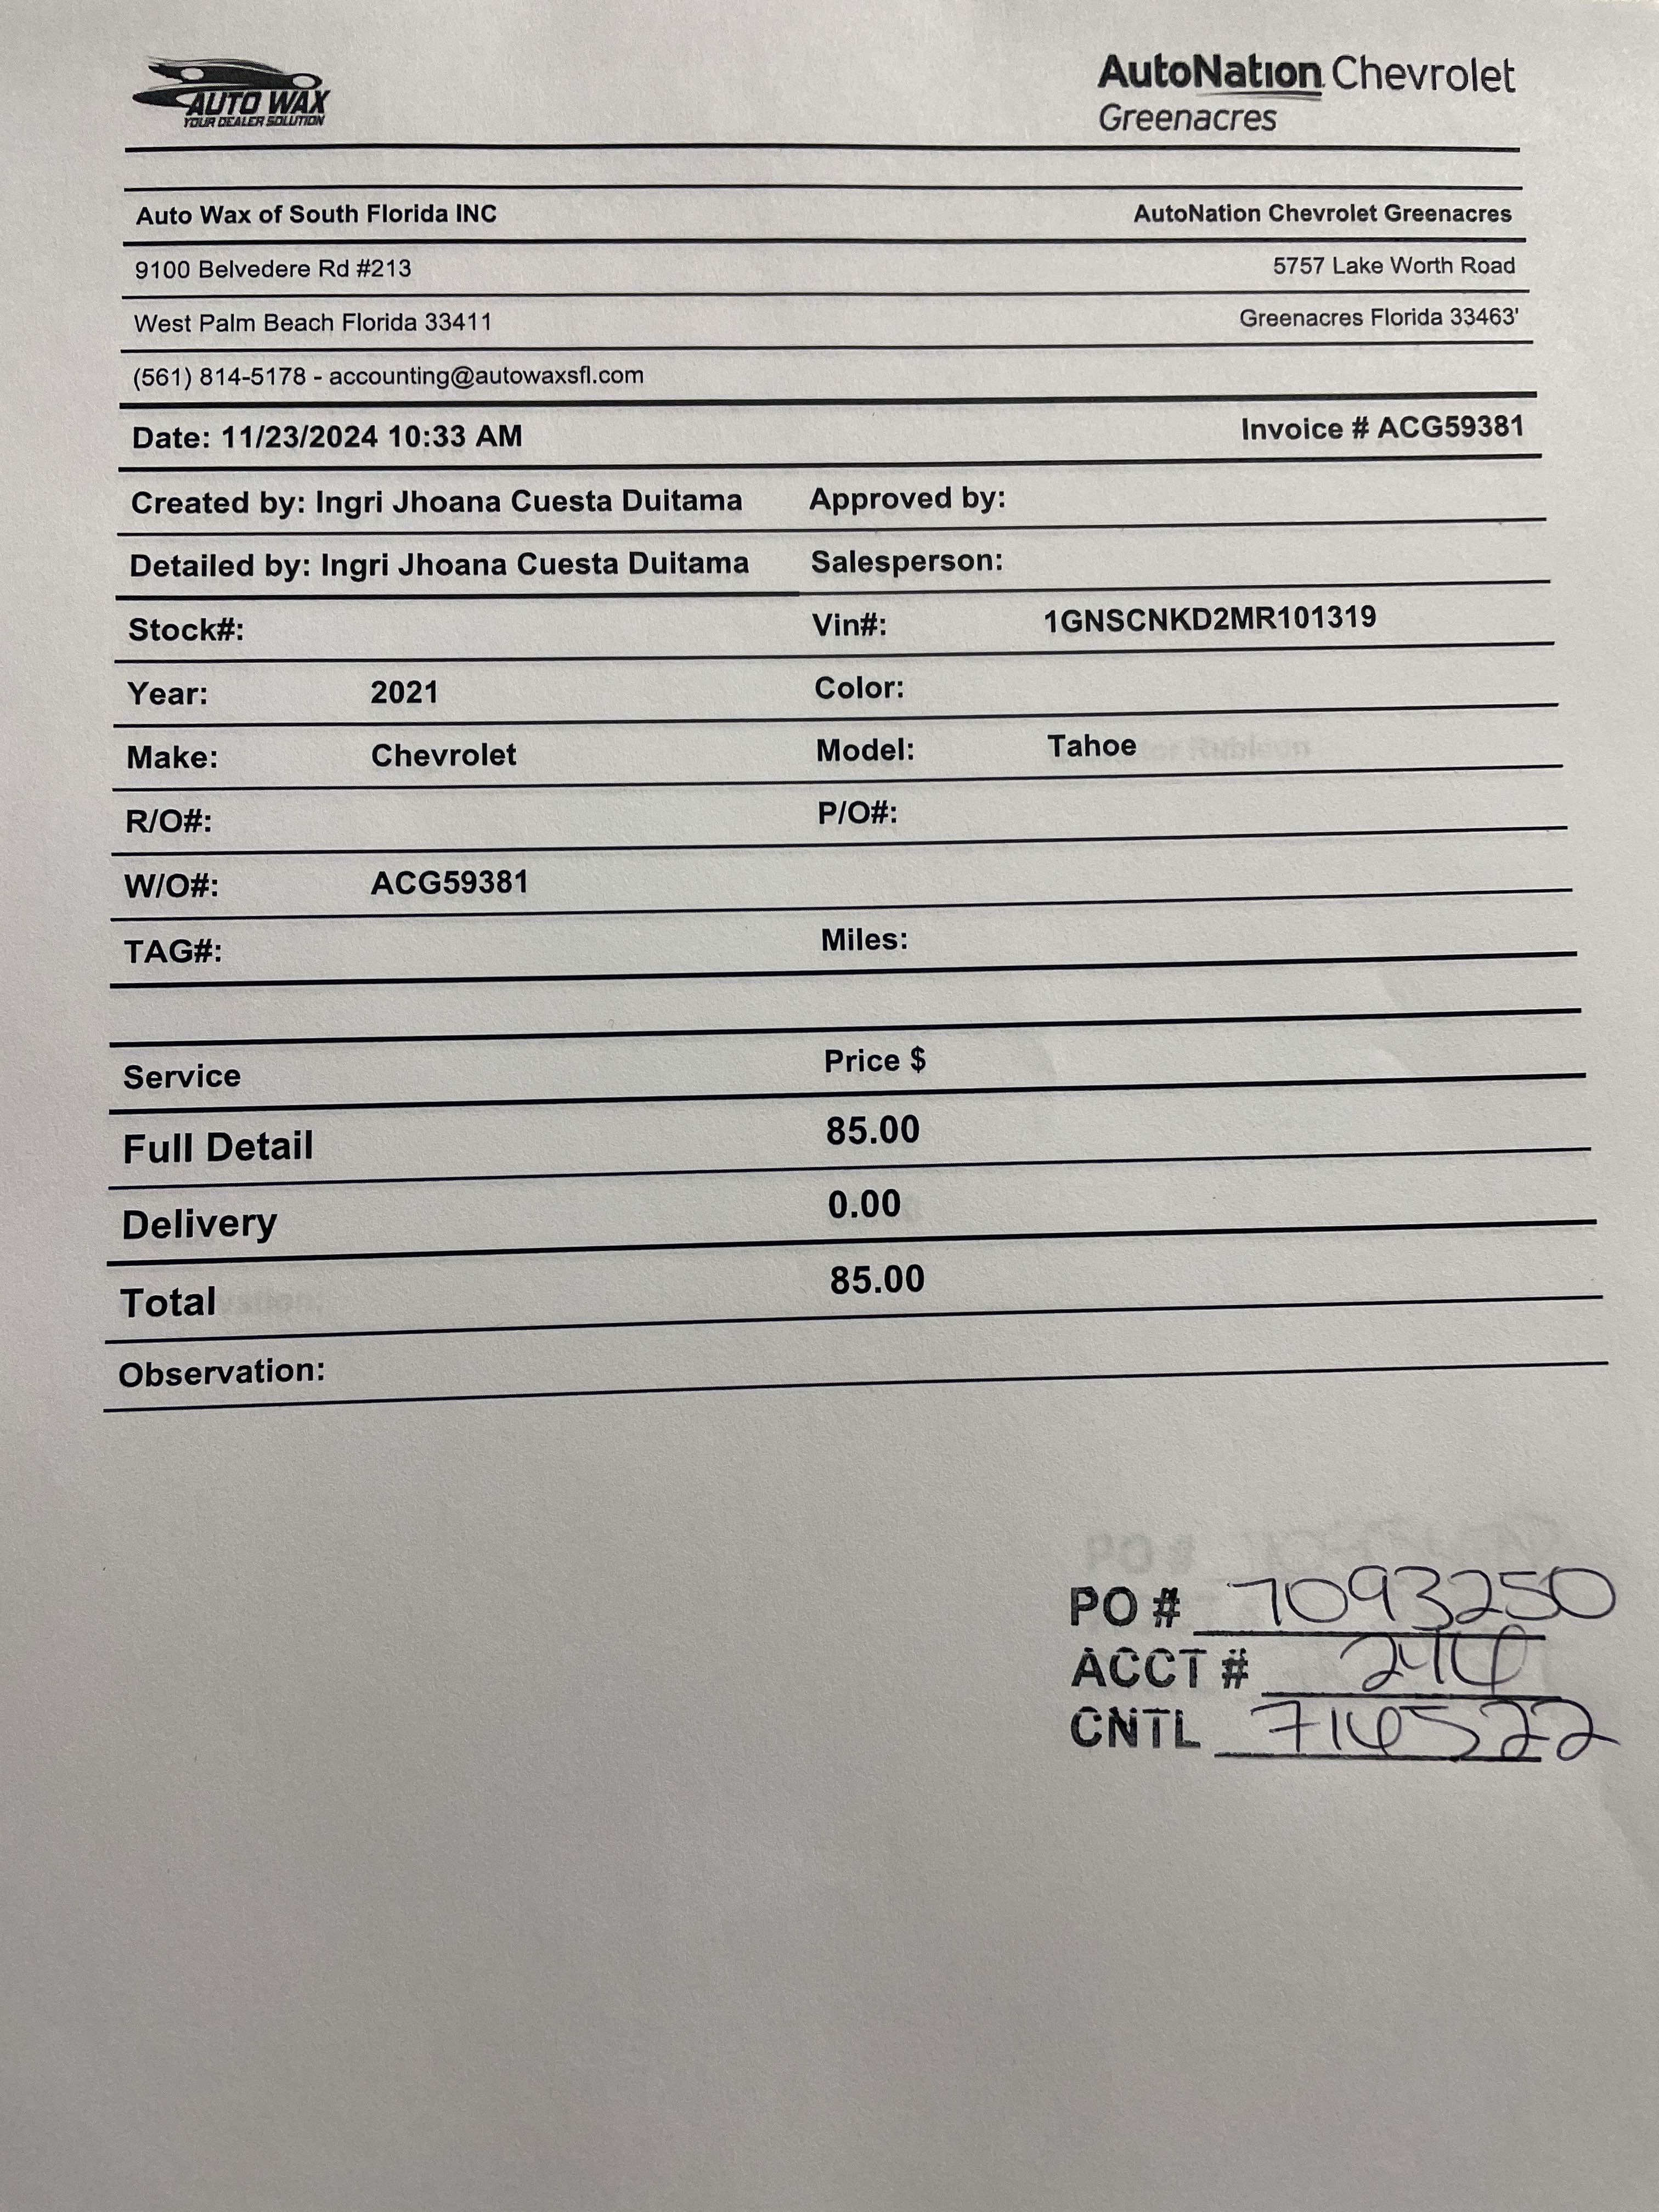 AUTO WAX
YOUR DEALER SOLUTION
AutoNation Chevrolet
Greenacres
Auto Wax of South Florida INC AutoNation Chevrolet Greenacres
9100 Belvedere Rd #213 5757 Lake Worth Road
West Palm Beach Florida 33411 Greenacres Florida 33463'
(561) 814-5178 - accounting@autowaxsfl.com
Date: 11/23/2024 10:33 AM Invoice # ACG59381
Created by: Ingri Jhoana Cuesta Duitama Approved by:
Detailed by: Ingri Jhoana Cuesta Duitama Salesperson:
Stock#: Vin#: 1GNSCNKD2MR101319
Year: 2021 Color:
Make: Chevrolet Model: Tahoe
R/O#: P/O#:
W/O#: ACG59381
TAG#: Miles:
Service Price $
Full Detail 85.00
Delivery 0.00
Total 85.00
Observation:
PO # 7093250
ACCT #
CNTL 716522